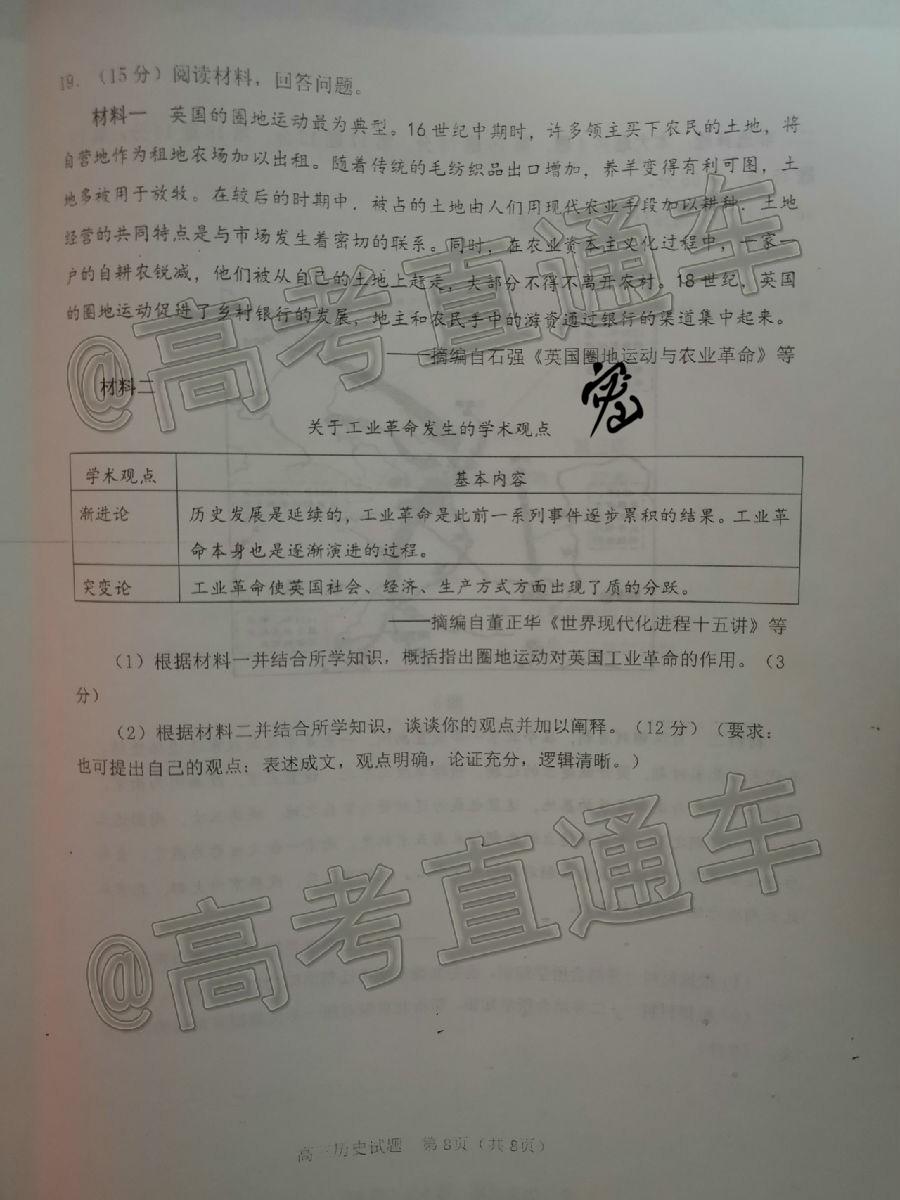 19. （15分）阅读材料，回答问题。
材料一 英国的圈地运动最为典型。16世纪中期时，许多领主买下农民的土地，将
自营地作为租地农场加以出租。随着传统的毛纺织品出口增加，养羊变得有利可图，土
地多被用于放牧。在较后的时期中，被占的土地由人们用现代农业手段加以耕种，土地
经营的共同特点是与市场发生着密切的联系。同时，在农业资本主义化过程中，一家一
户的自耕农锐减，他们被从自己的土地上赶走，大部分不得不离开农村。18世纪，英国
的圈地运动促进了乡村银行的发展，地主和农民手中的游资通过银行的渠道集中起来。
——摘编自石强《英国圈地运动与农业革命》等
材料二
关于工业革命发生的学术观点
学术观点 基本内容
渐进论 历史发展是延续的，工业革命是此前一系列事件逐步累积的结果。工业革
命本身也是逐渐演进的过程。
突变论 工业革命使英国社会、经济、生产方式方面出现了质的分跃。
——摘编自董正华《世界现代化进程十五讲》等
（1）根据材料一并结合所学知识，概括指出圈地运动对英国工业革命的作用。（3
分）
（2）根据材料二并结合所学知识，谈谈你的观点并加以阐释。（12分）（要求：
也可提出自己的观点；表述成文，观点明确，论证充分，逻辑清晰。）
@高考直通车
@高考直通车
高三历史试题 第8页（共8页）